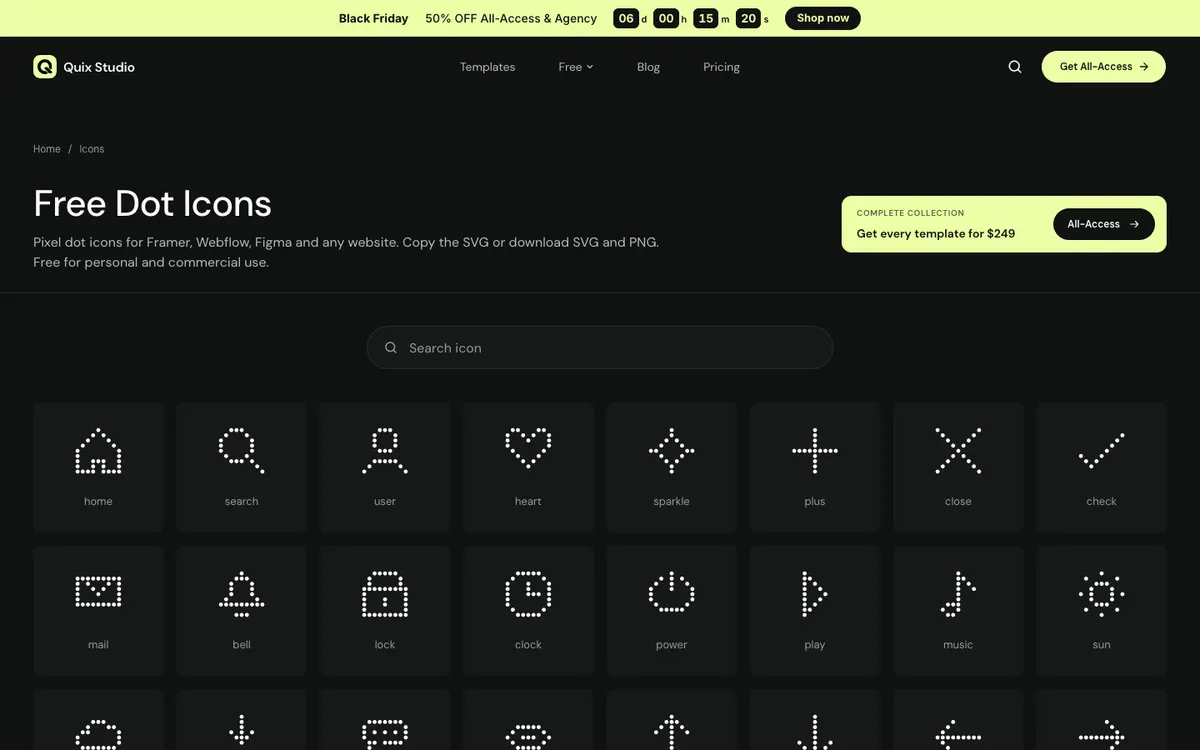 Black Friday 50% OFF All-Access & Agency 06 d 00 h 15 m 20 s Shop now
Quix Studio Templates Free Blog Pricing Get All-Access →
Home / Icons
Free Dot Icons
Pixel dot icons for Framer, Webflow, Figma and any website. Copy the SVG or download SVG and PNG.
Free for personal and commercial use.
COMPLETE COLLECTION
Get every template for $249
All-Access →
Search icon
home search user heart sparkle plus close check
mail bell lock clock power play music sun